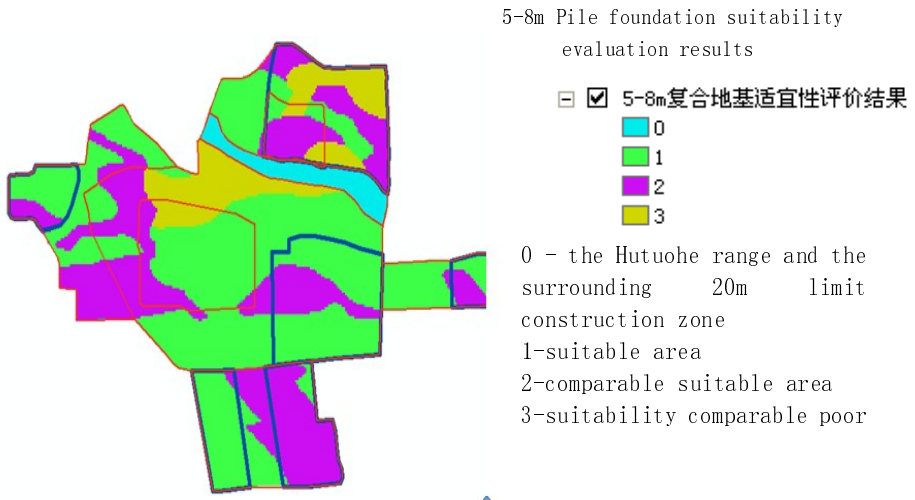 5-8m Pile foundation suitability
evaluation results
5-8m复合地基适宜性评价结果
0
1
2
3
0 - the Hutuohe range and the
surrounding 20m limit
construction zone
1-suitable area
2-comparable suitable area
3-suitability comparable poor